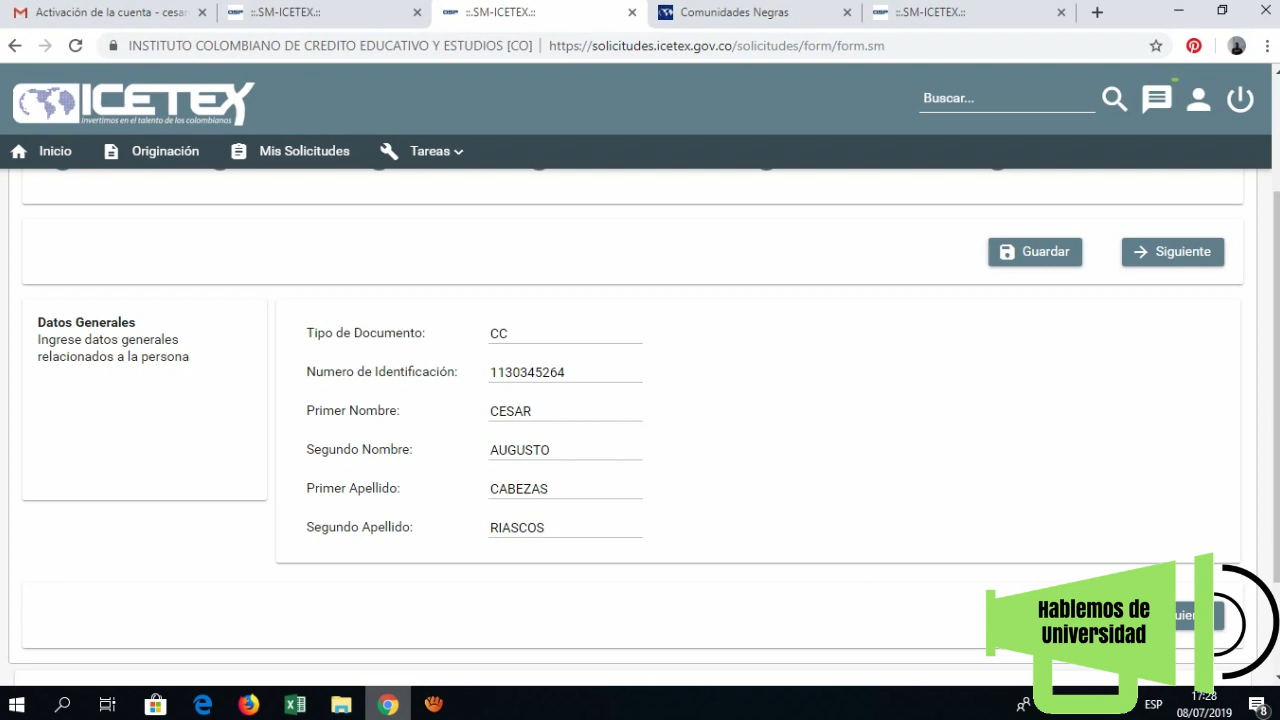 Activación de la cuenta - cesar
::.SM-ICETEX.::
::.SM-ICETEX.::
Comunidades Negras
::.SM-ICETEX.::
INSTITUTO COLOMBIANO DE CREDITO EDUCATIVO Y ESTUDIOS [CO] | https://solicitudes.icetex.gov.co/solicitudes/form/form.sm
ICETEX
Invertimos en el talento de los colombianos
Buscar...
Inicio
Originación
Mis Solicitudes
Tareas
Guardar
Siguiente
Datos Generales
Ingrese datos generales
relacionados a la persona
Tipo de Documento: CC
Numero de Identificación: 1130345264
Primer Nombre: CESAR
Segundo Nombre: AUGUSTO
Primer Apellido: CABEZAS
Segundo Apellido: RIASCOS
Hablemos de
Universidad
ESP
17:28
08/07/2019
8